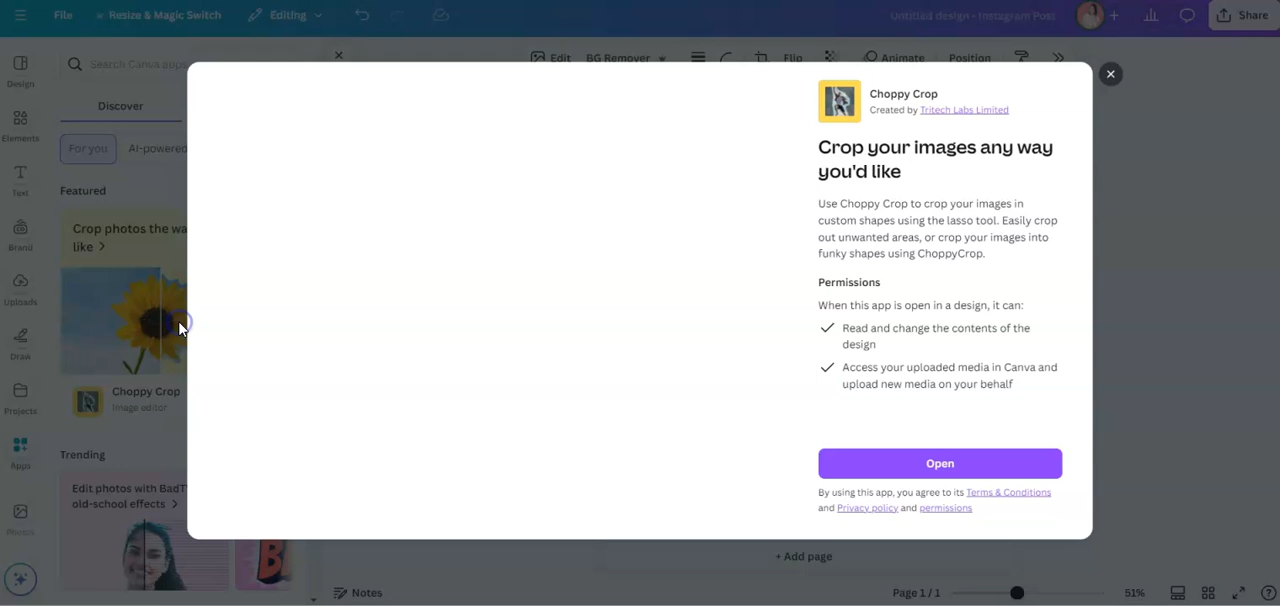 File
Resize & Magic Switch
Editing
Untitled design - Instagram Post
Share
Search Canva apps
Edit
BG Remover
Flip
Animate
Position
Design
Elements
Text
Brand
Uploads
Draw
Projects
Apps
Photos
Discover
For you
AI-powered
Featured
Crop photos the wa
like >
Choppy Crop
Image editor
Trending
Edit photos with BadT
old-school effects >
Choppy Crop
Created by Tritech Labs Limited
Crop your images any way
you'd like
Use Choppy Crop to crop your images in
custom shapes using the lasso tool. Easily crop
out unwanted areas, or crop your images into
funky shapes using ChoppyCrop.
Permissions
When this app is open in a design, it can:
Read and change the contents of the
design
Access your uploaded media in Canva and
upload new media on your behalf
Open
By using this app, you agree to its Terms & Conditions
and Privacy policy and permissions
+ Add page
Notes
Page 1 / 1
51%